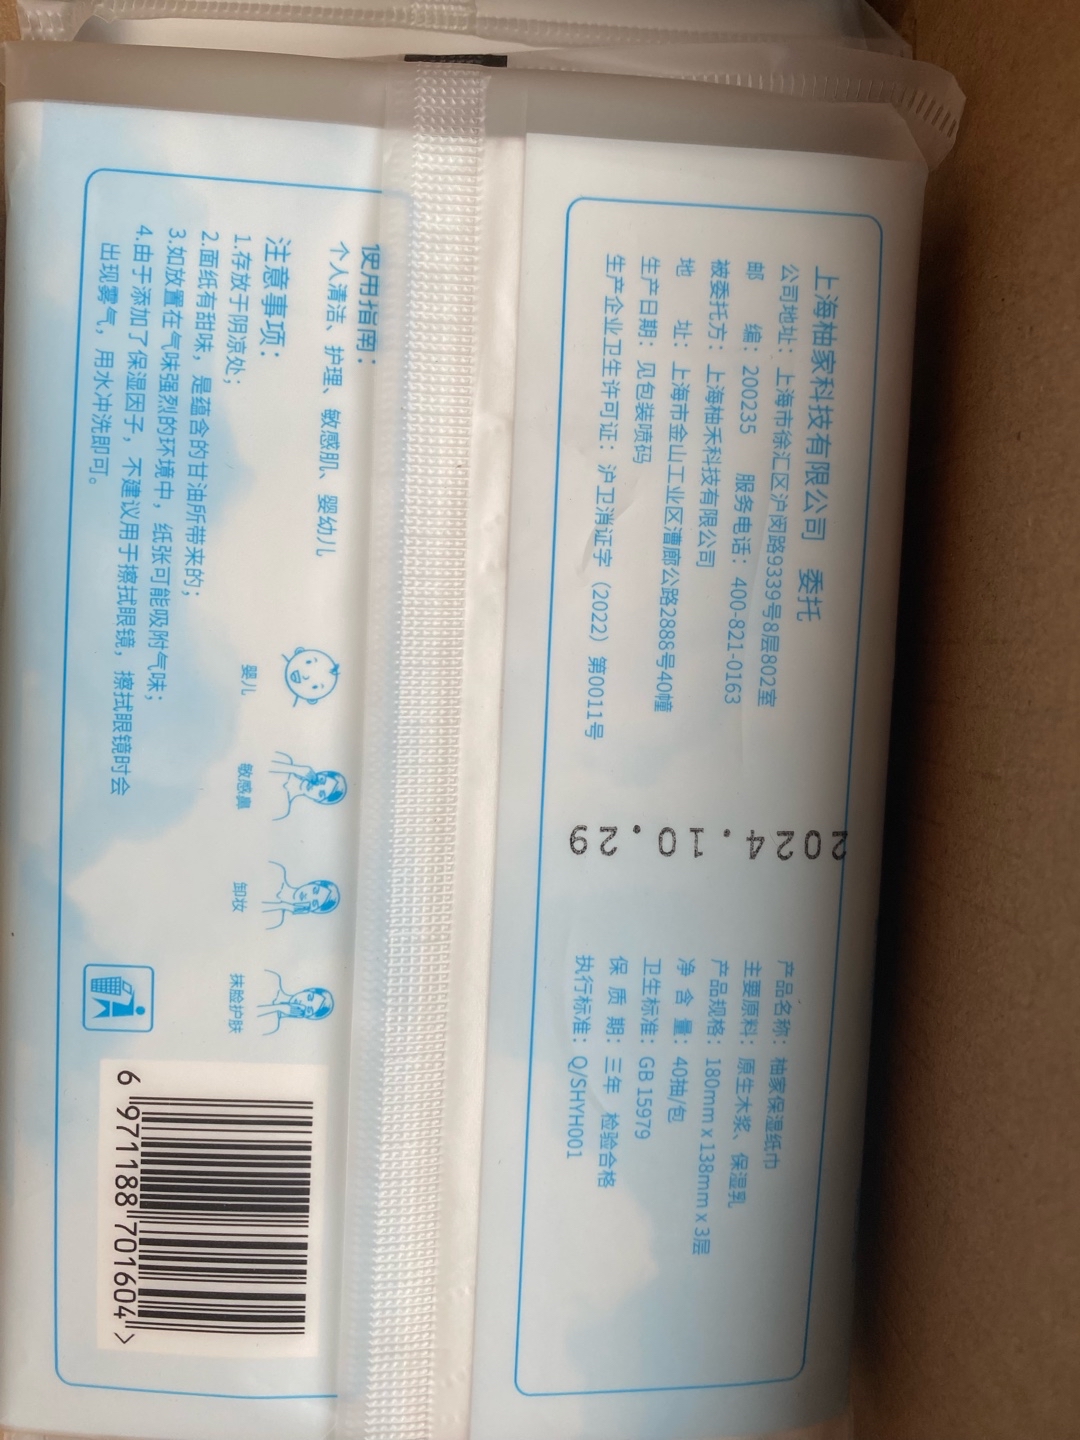 上海柚家科技有限公司 委托
公司地址：上海市徐汇区沪闵路9339号8层802室
邮 编：200235 服务电话：400-821-0163
被委托方：上海柚禾科技有限公司
地 址：上海市金山工业区漕廊公路2888号40幢
生产日期：见包装喷码
生产企业卫生许可证：沪卫消证字（2022）第0011号
2024.10.29
产品名称：柚家保湿纸巾
主要原料：原生木浆、保湿乳
产品规格：180mm x 138mm x 3层
净 含 量：40抽/包
卫生标准：GB 15979
保 质 期：三年 检验合格
执行标准：Q/SHYH001
使用指南：
个人清洁、护理、敏感肌、婴幼儿
注意事项：
1.存放于阴凉处；
2.面纸有甜味，是蕴含的甘油所带来的；
3.如放置在气味强烈的环境中，纸张可能吸附气味；
4.由于添加了保湿因子，不建议用于擦拭眼镜，擦拭眼镜时会
出现雾气，用水冲洗即可。
婴儿
敏感鼻
卸妆
抹脸护肤
6 971188 701604 >